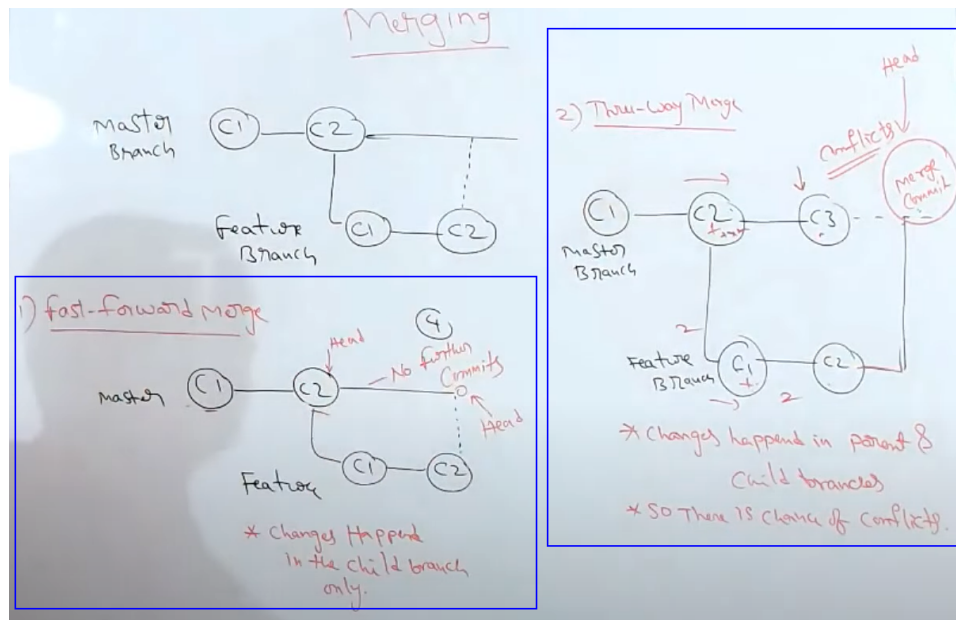 Merging
Master
Branch
C1
C2
Feature
Branch
C1
C2
1) Fast-Forward Merge
4
Head
No further
Commits
Master
C1
C2
Head
Feature
C1
C2
* Changes Happend
in the child branch
only.
2) Three-way Merge
Head
Conflicts
Merge
Commit
C1
C2
C3
Master
Branch
2
Feature
Branch
C1
C2
2
* Changes happend in parent &
Child branches
* So There is chance of conflicts.